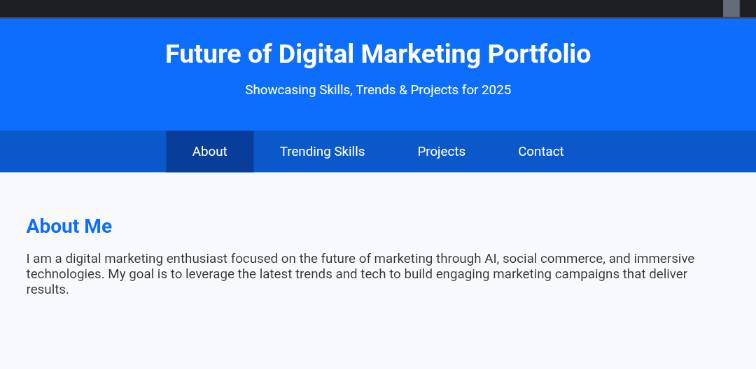 Future of Digital Marketing Portfolio
Showcasing Skills, Trends & Projects for 2025
About
Trending Skills
Projects
Contact
About Me
I am a digital marketing enthusiast focused on the future of marketing through AI, social commerce, and immersive
technologies. My goal is to leverage the latest trends and tech to build engaging marketing campaigns that deliver
results.